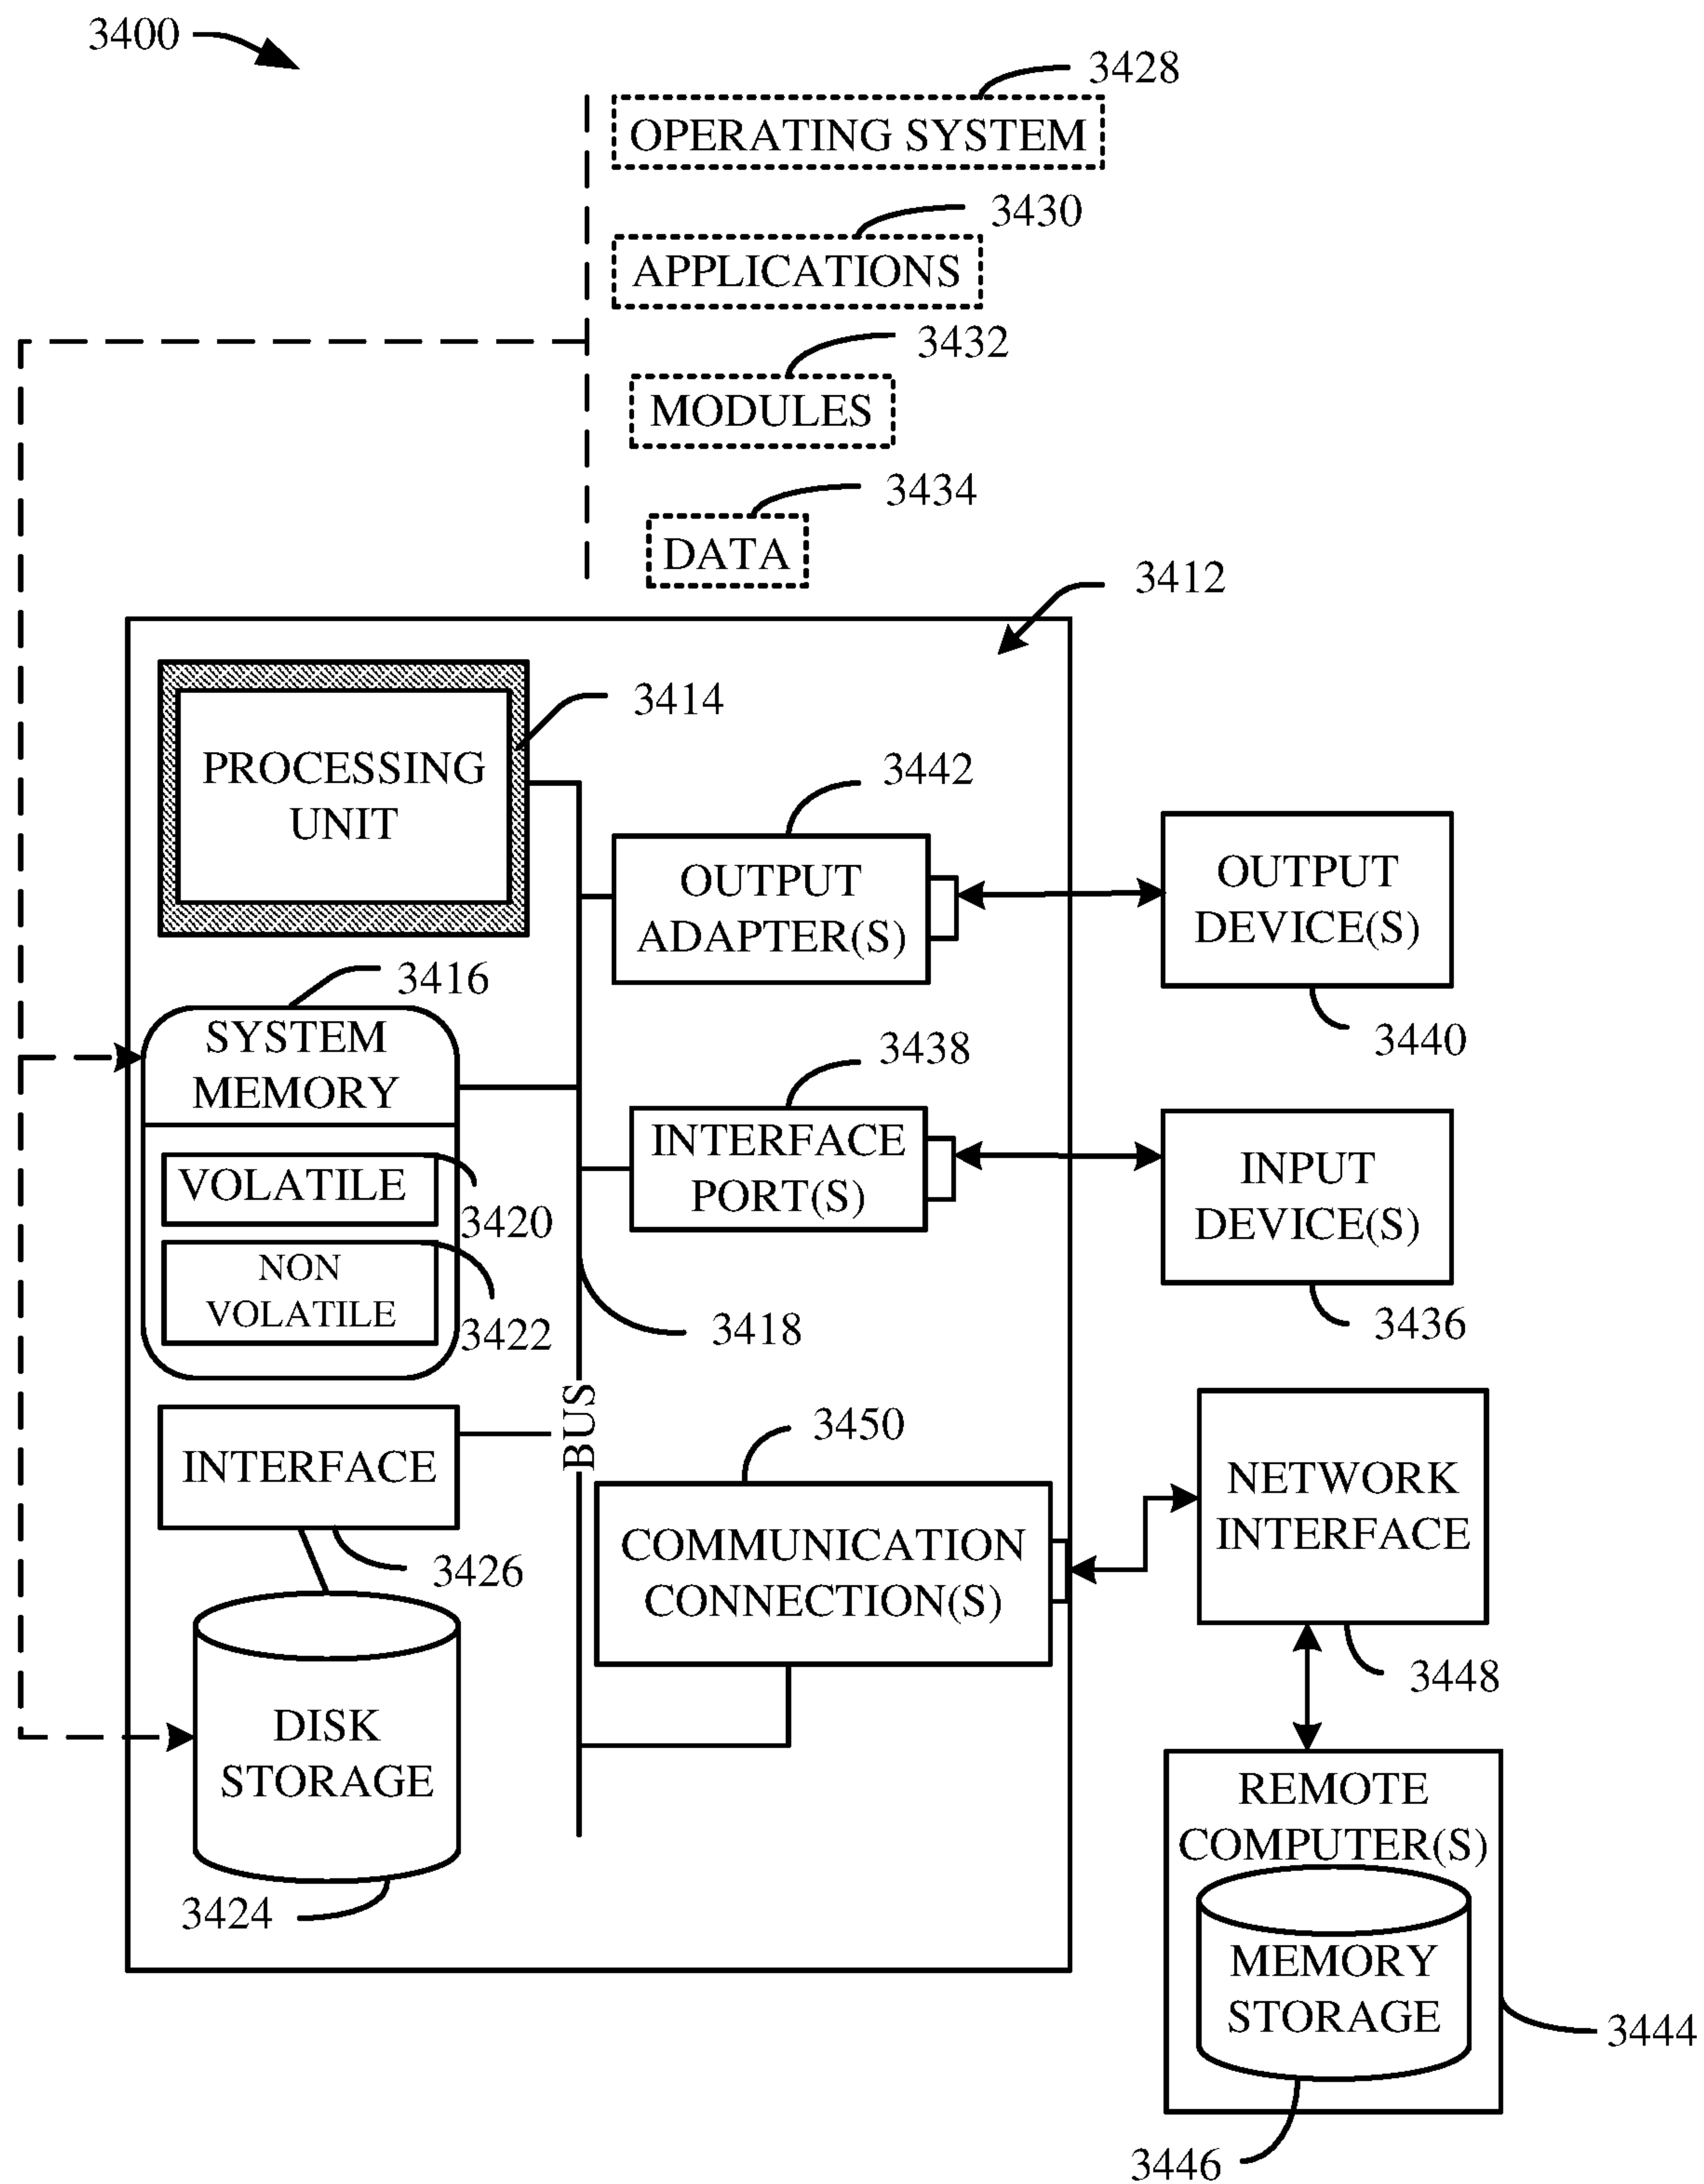 3400
3428
OPERATING SYSTEM
3430
APPLICATIONS
3432
MODULES
3434
DATA
3412
PROCESSING
UNIT
3414
3442
OUTPUT
ADAPTER(S)
OUTPUT
DEVICE(S)
3440
3416
SYSTEM
MEMORY
VOLATILE
3420
NON
VOLATILE
3422
3438
INTERFACE
PORT(S)
INPUT
DEVICE(S)
3436
3418
BUS
INTERFACE
3426
3450
COMMUNICATION
CONNECTION(S)
NETWORK
INTERFACE
3448
DISK
STORAGE
3424
REMOTE
COMPUTER(S)
MEMORY
STORAGE
3444
3446